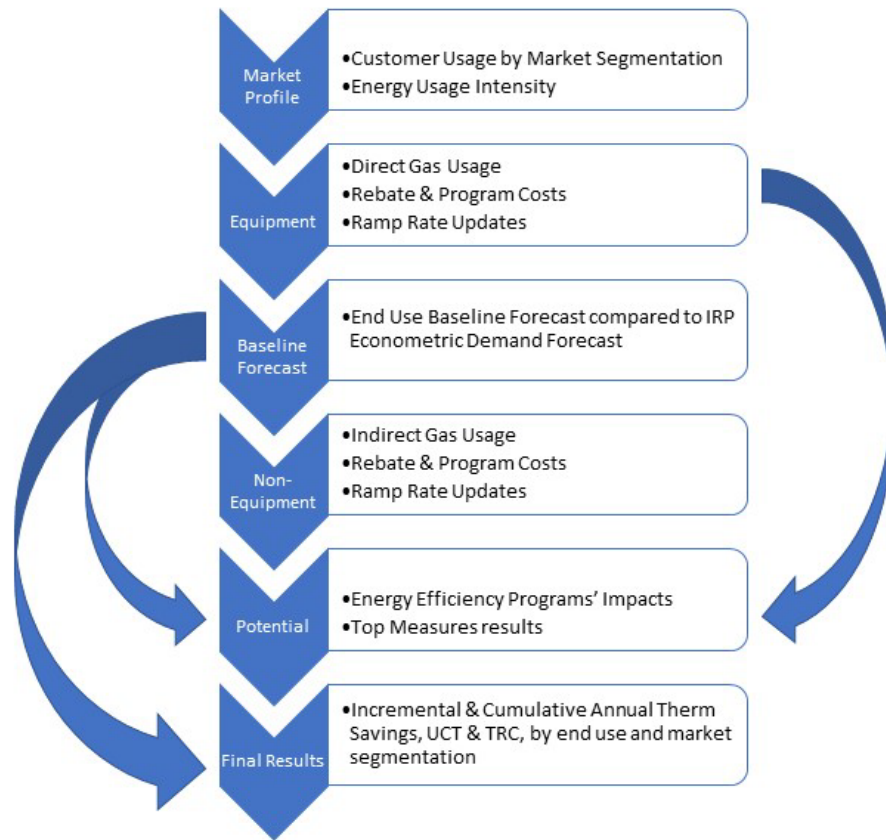 Market
Profile
•Customer Usage by Market Segmentation
•Energy Usage Intensity
Equipment
•Direct Gas Usage
•Rebate & Program Costs
•Ramp Rate Updates
Baseline
Forecast
•End Use Baseline Forecast compared to IRP
Econometric Demand Forecast
Non-
Equipment
•Indirect Gas Usage
•Rebate & Program Costs
•Ramp Rate Updates
Potential
•Energy Efficiency Programs’ Impacts
•Top Measures results
Final Results
•Incremental & Cumulative Annual Therm
Savings, UCT & TRC, by end use and market
segmentation